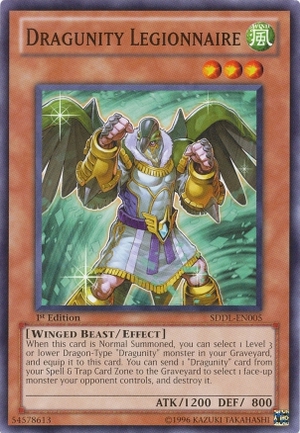 DRAGUNITY LEGIONNAIRE
風
1st Edition
SDDL-EN005
[WINGED BEAST/EFFECT]
When this card is Normal Summoned, you can select 1 Level 3
or lower Dragon-Type "Dragunity" monster in your Graveyard,
and equip it to this card. You can send 1 "Dragunity" card from
your Spell & Trap Card Zone to the Graveyard to select 1 face-up
monster your opponent controls, and destroy it.
ATK/1200 DEF/ 800
54578613
©1996 KAZUKI TAKAHASHI